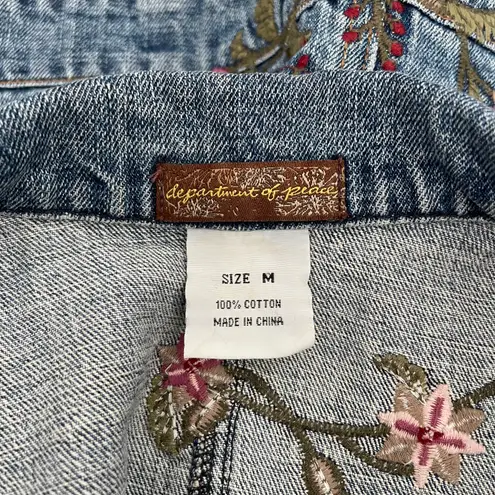 department of peace
SIZE M
100% COTTON
MADE IN CHINA